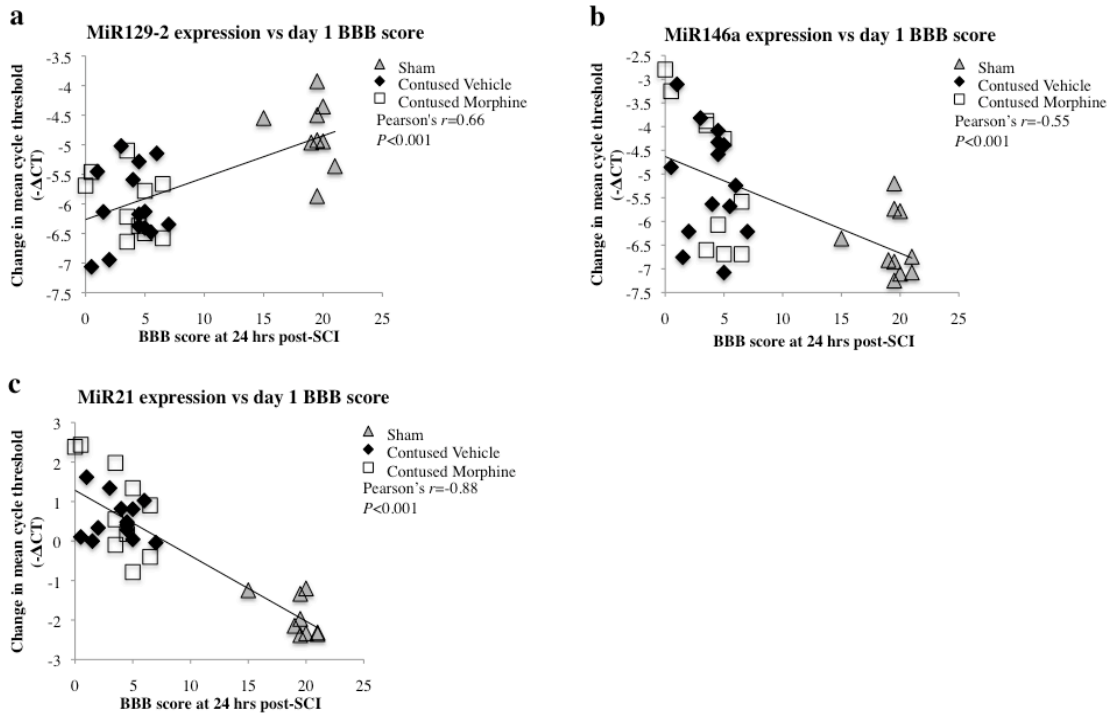 a
MiR129-2 expression vs day 1 BBB score
-3.5
-4
-4.5
-5
-5.5
-6
-6.5
-7
-7.5
0 5 10 15 20 25
Change in mean cycle threshold
(-ΔCT)
BBB score at 24 hrs post-SCI
Sham
Contused Vehicle
Contused Morphine
Pearson's r=0.66
P<0.001
b
MiR146a expression vs day 1 BBB score
-2.5
-3
-3.5
-4
-4.5
-5
-5.5
-6
-6.5
-7
-7.5
0 5 10 15 20 25
Change in mean cycle threshold
(-ΔCT)
BBB score at 24 hrs post-SCI
Sham
Contused Vehicle
Contused Morphine
Pearson’s r=-0.55
P<0.001
c
MiR21 expression vs day 1 BBB score
3
2
1
0
-1
-2
-3
0 5 10 15 20 25
Change in mean cycle threshold
(-ΔCT)
BBB score at 24 hrs post-SCI
Sham
Contused Vehicle
Contused Morphine
Pearson’s r=-0.88
P<0.001